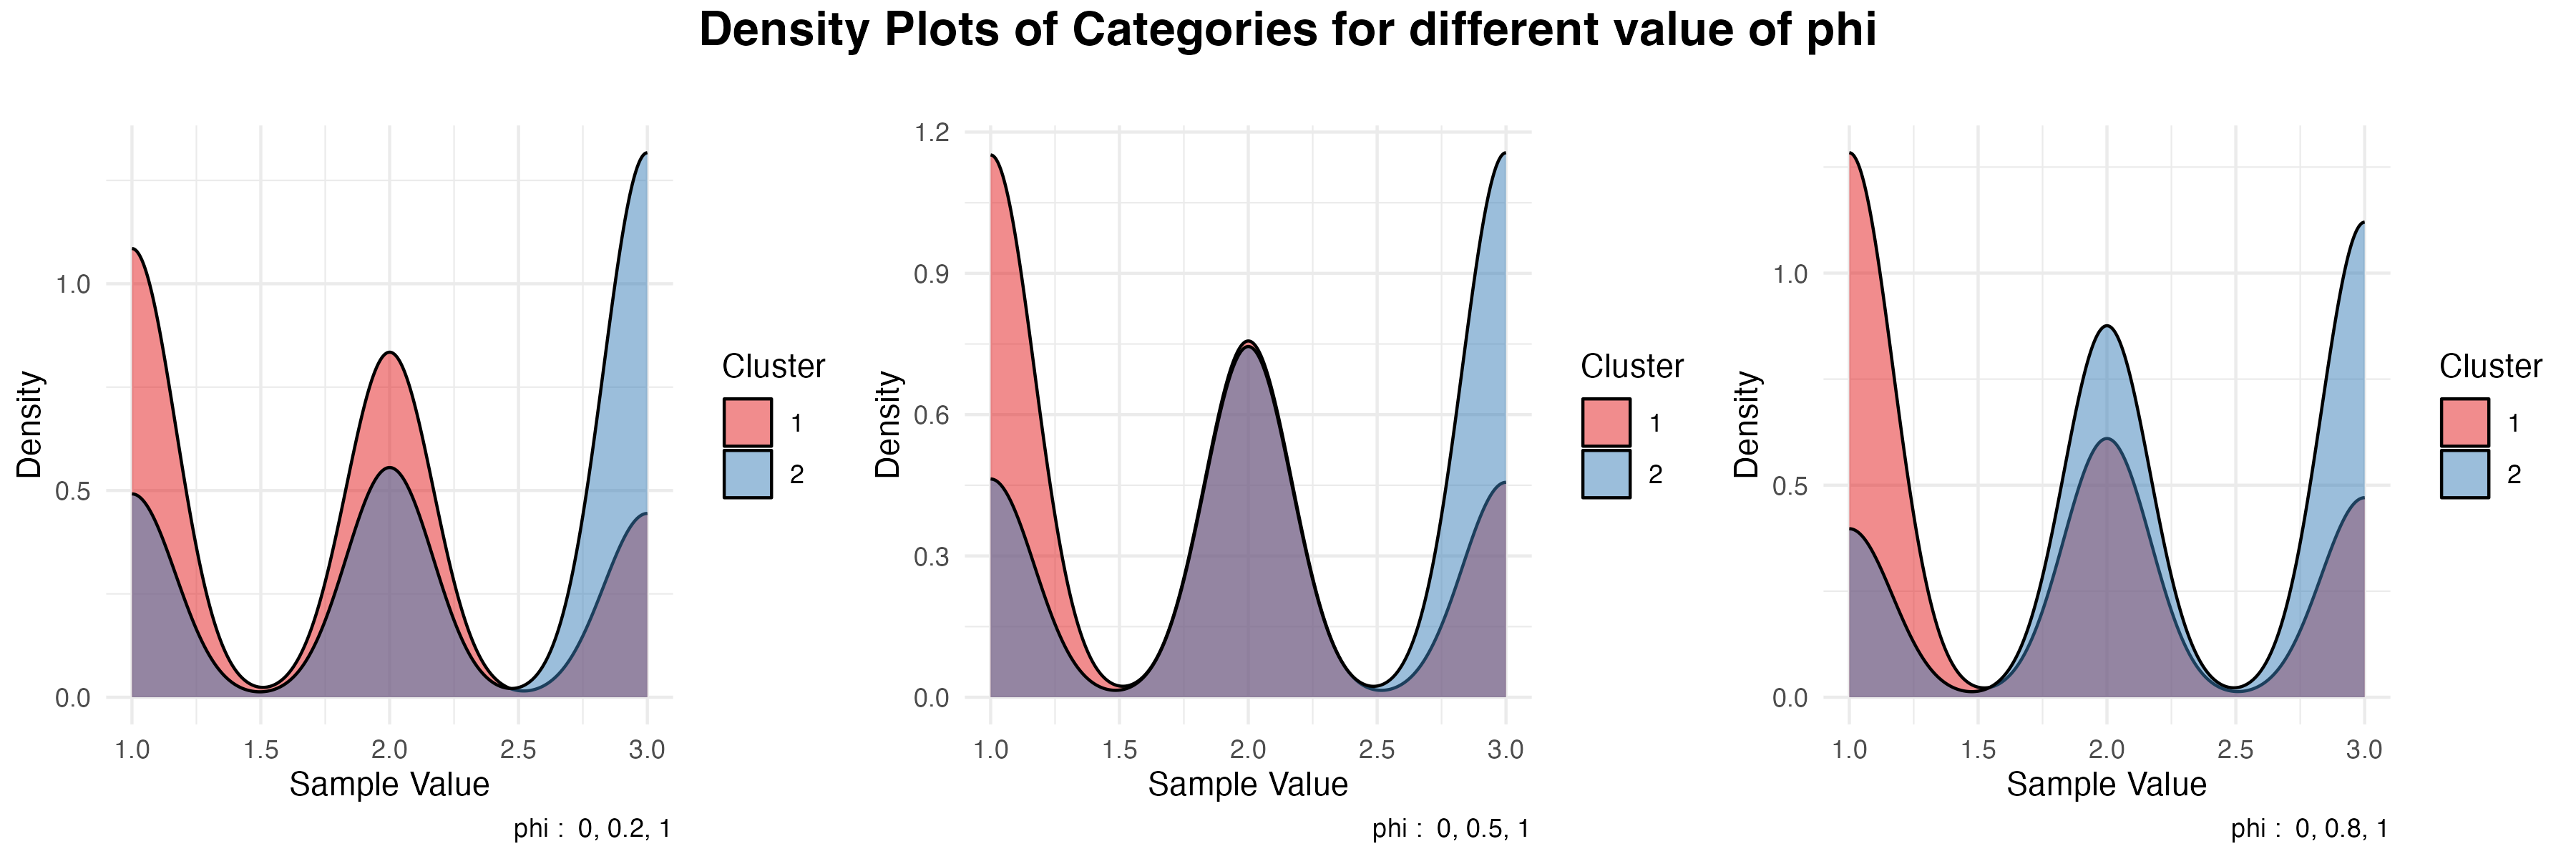 Density Plots of Categories for different value of phi
Density
1.0
0.5
0.0
1.0 1.5 2.0 2.5 3.0
Sample Value
phi : 0, 0.2, 1
Cluster
1
2
Density
1.2
0.9
0.6
0.3
0.0
1.0 1.5 2.0 2.5 3.0
Sample Value
phi : 0, 0.5, 1
Cluster
1
2
Density
1.0
0.5
0.0
1.0 1.5 2.0 2.5 3.0
Sample Value
phi : 0, 0.8, 1
Cluster
1
2